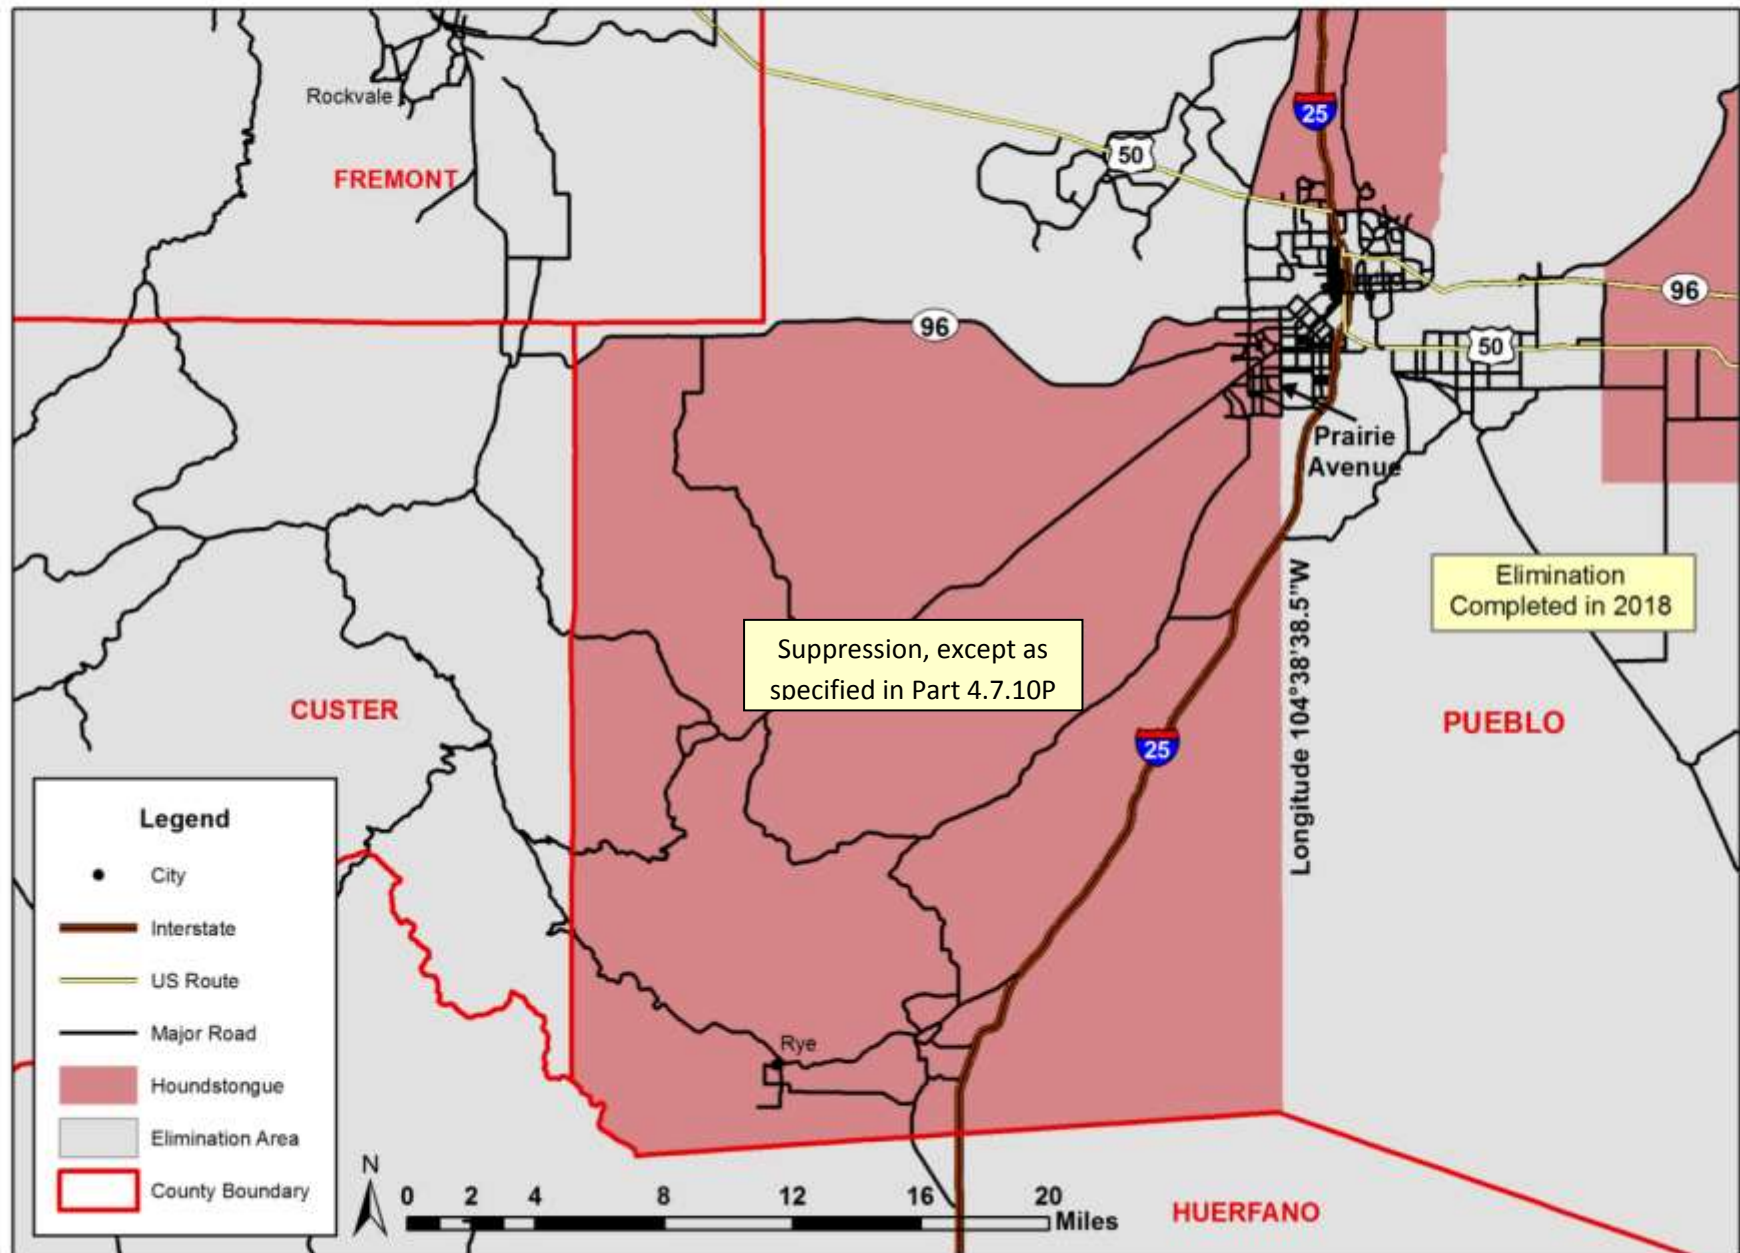 Rockvale
FREMONT
25
50
96
96
50
Prairie
Avenue
Elimination
Completed in 2018
Longitude 104°38'38.5"W
Suppression, except as
specified in Part 4.7.10P
CUSTER
PUEBLO
25
Legend
City
Interstate
US Route
Major Road
Houndstongue
Elimination Area
County Boundary
Rye
N
0 2 4 8 12 16 20
Miles
HUERFANO